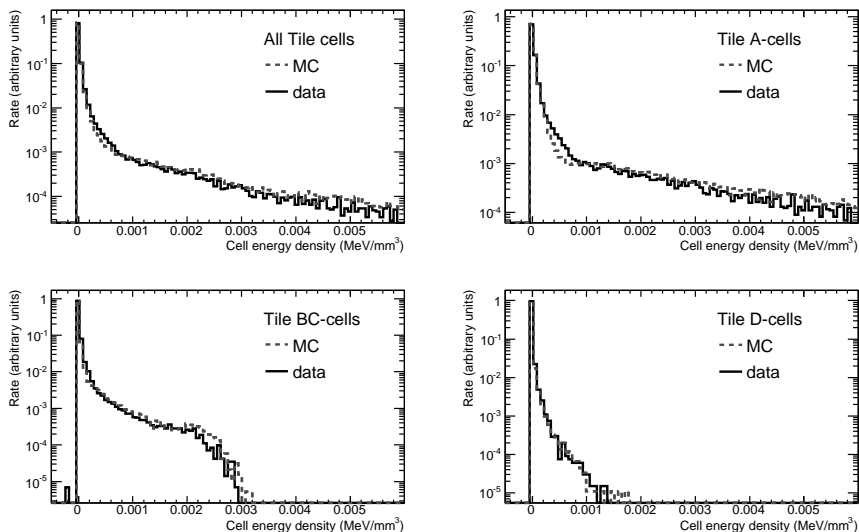 Rate (arbitrary units)
1
10-1
10-2
10-3
10-4
All Tile cells
MC
data
0 0.001 0.002 0.003 0.004 0.005
Cell energy density (MeV/mm3)
Rate (arbitrary units)
1
10-1
10-2
10-3
10-4
Tile A-cells
MC
data
0 0.001 0.002 0.003 0.004 0.005
Cell energy density (MeV/mm3)
Rate (arbitrary units)
1
10-1
10-2
10-3
10-4
10-5
Tile BC-cells
MC
data
0 0.001 0.002 0.003 0.004 0.005
Cell energy density (MeV/mm3)
Rate (arbitrary units)
1
10-1
10-2
10-3
10-4
10-5
Tile D-cells
MC
data
0 0.001 0.002 0.003 0.004 0.005
Cell energy density (MeV/mm3)